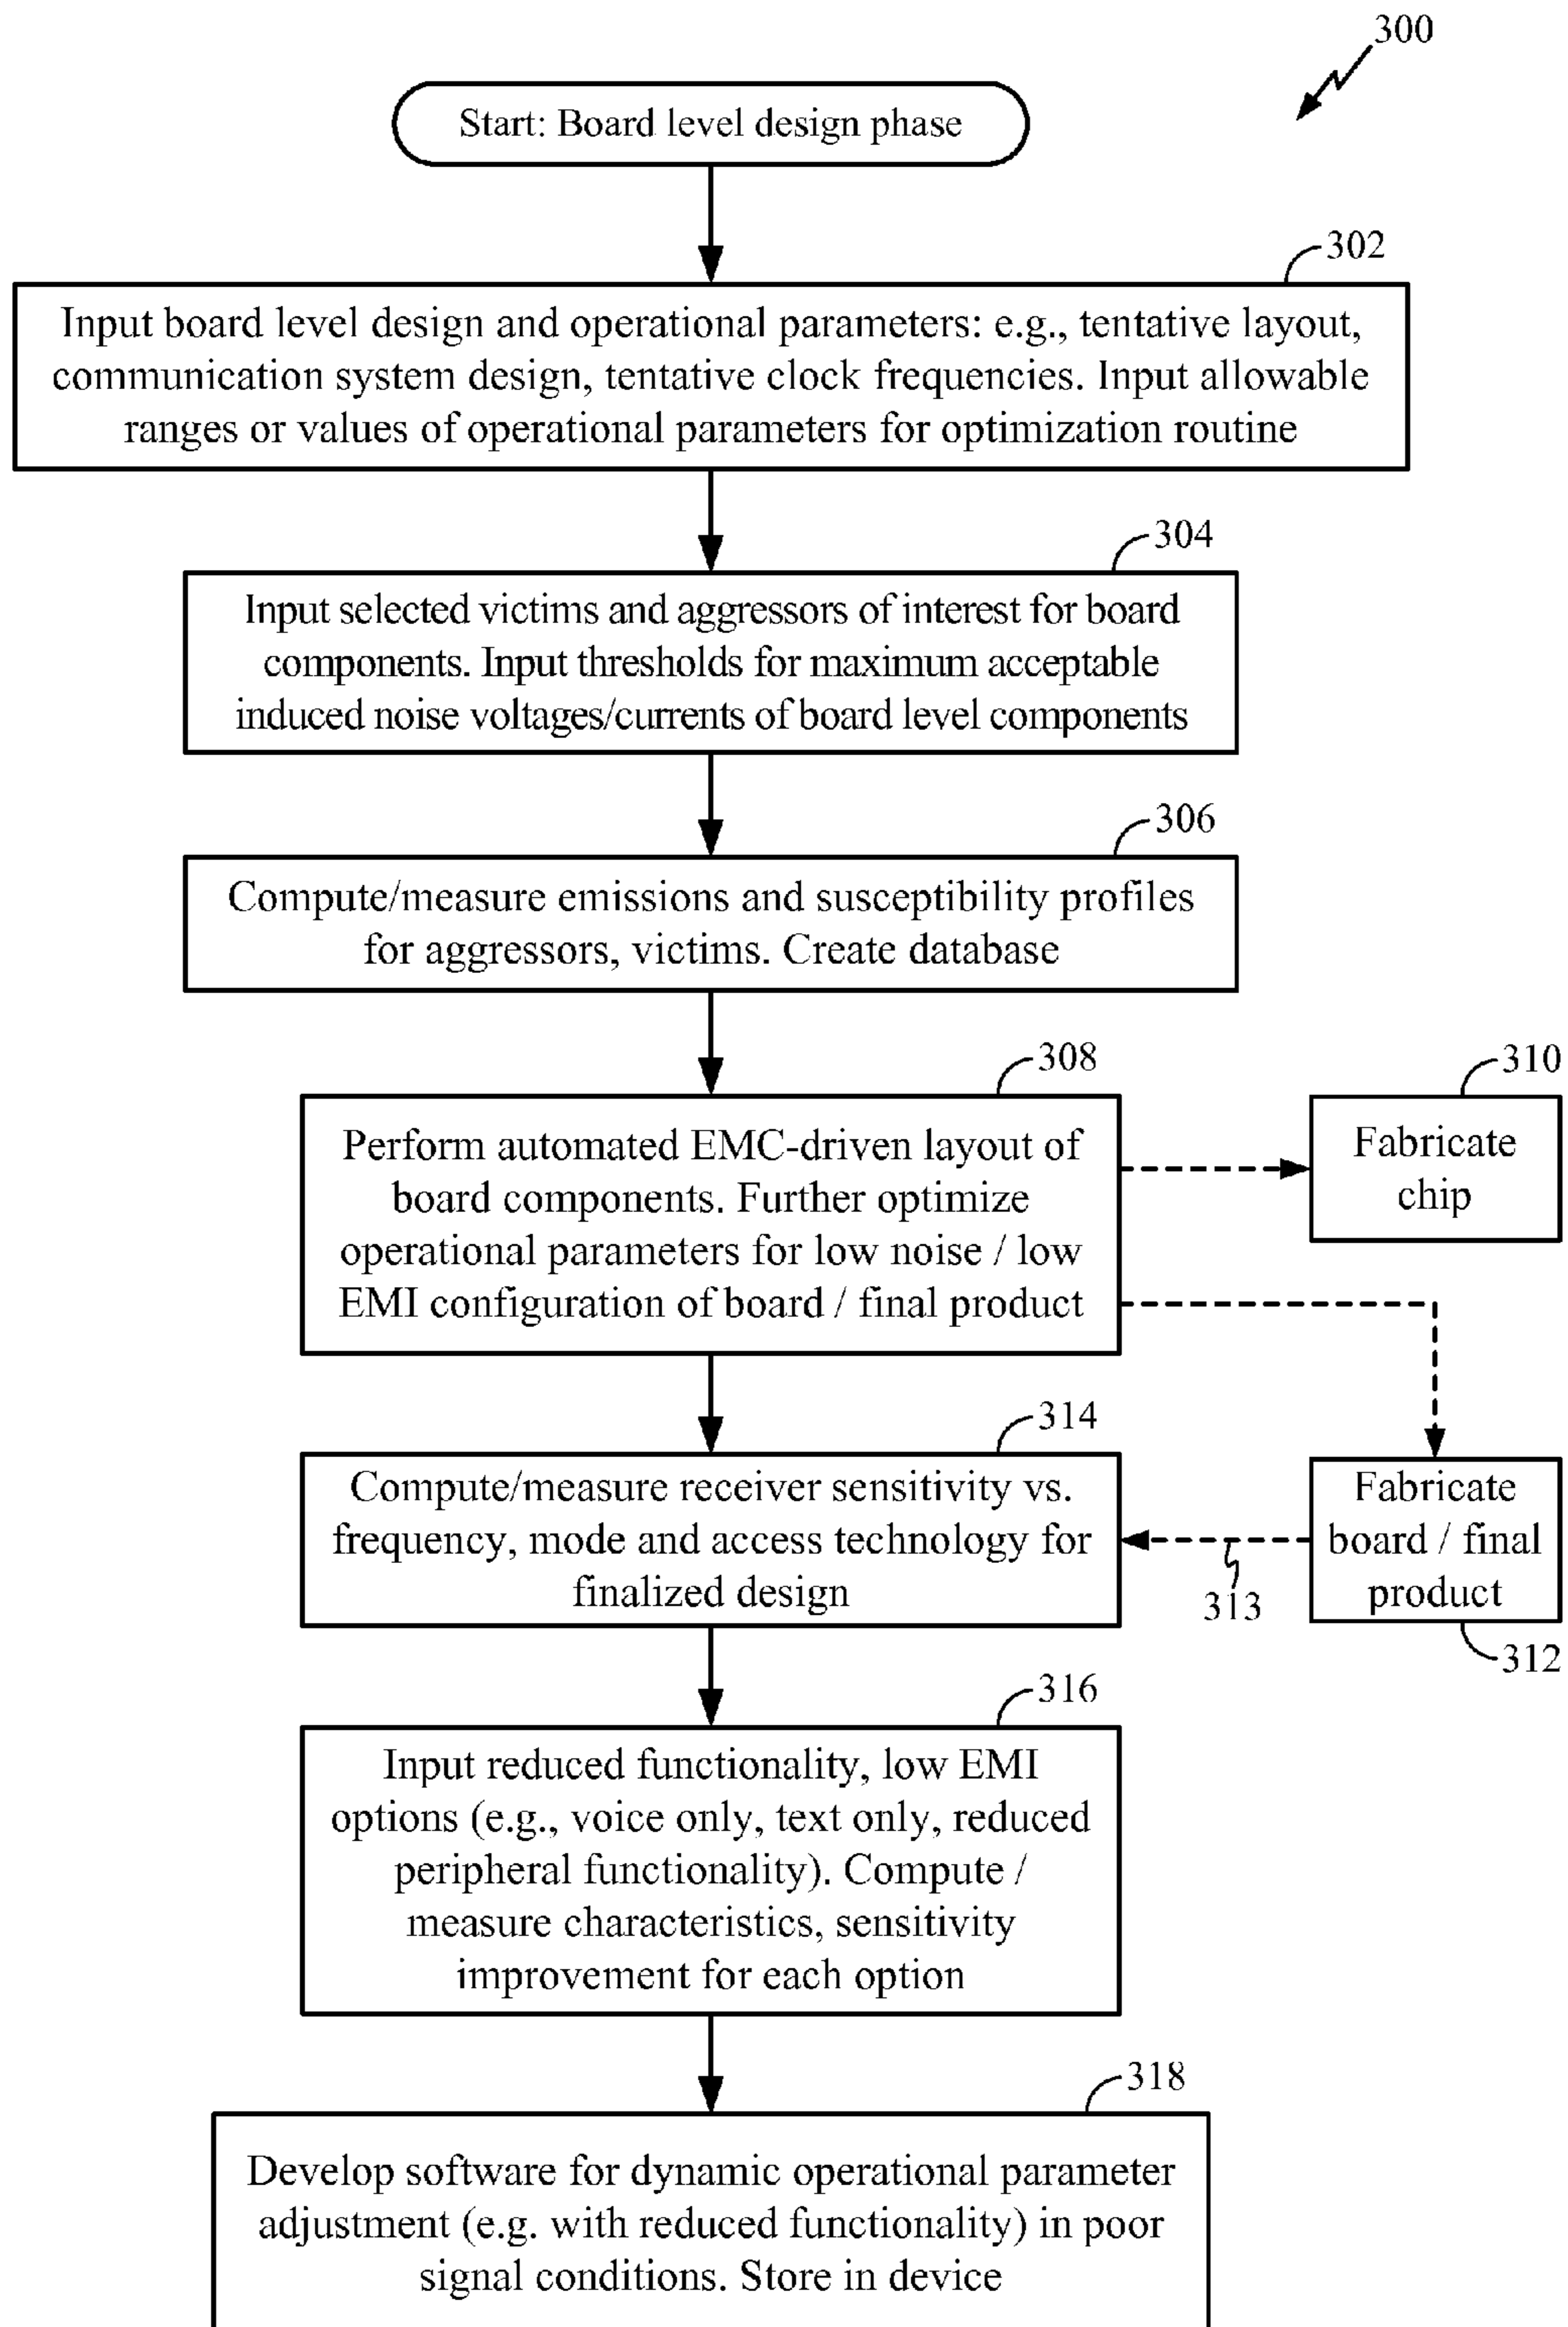 300
Start: Board level design phase
302
Input board level design and operational parameters: e.g., tentative layout,
communication system design, tentative clock frequencies. Input allowable
ranges or values of operational parameters for optimization routine
304
Input selected victims and aggressors of interest for board
components. Input thresholds for maximum acceptable
induced noise voltages/currents of board level components
306
Compute/measure emissions and susceptibility profiles
for aggressors, victims. Create database
308
Perform automated EMC-driven layout of
board components. Further optimize
operational parameters for low noise / low
EMI configuration of board / final product
310
Fabricate
chip
314
Compute/measure receiver sensitivity vs.
frequency, mode and access technology for
finalized design
313
Fabricate
board / final
product
312
316
Input reduced functionality, low EMI
options (e.g., voice only, text only, reduced
peripheral functionality). Compute /
measure characteristics, sensitivity
improvement for each option
318
Develop software for dynamic operational parameter
adjustment (e.g. with reduced functionality) in poor
signal conditions. Store in device